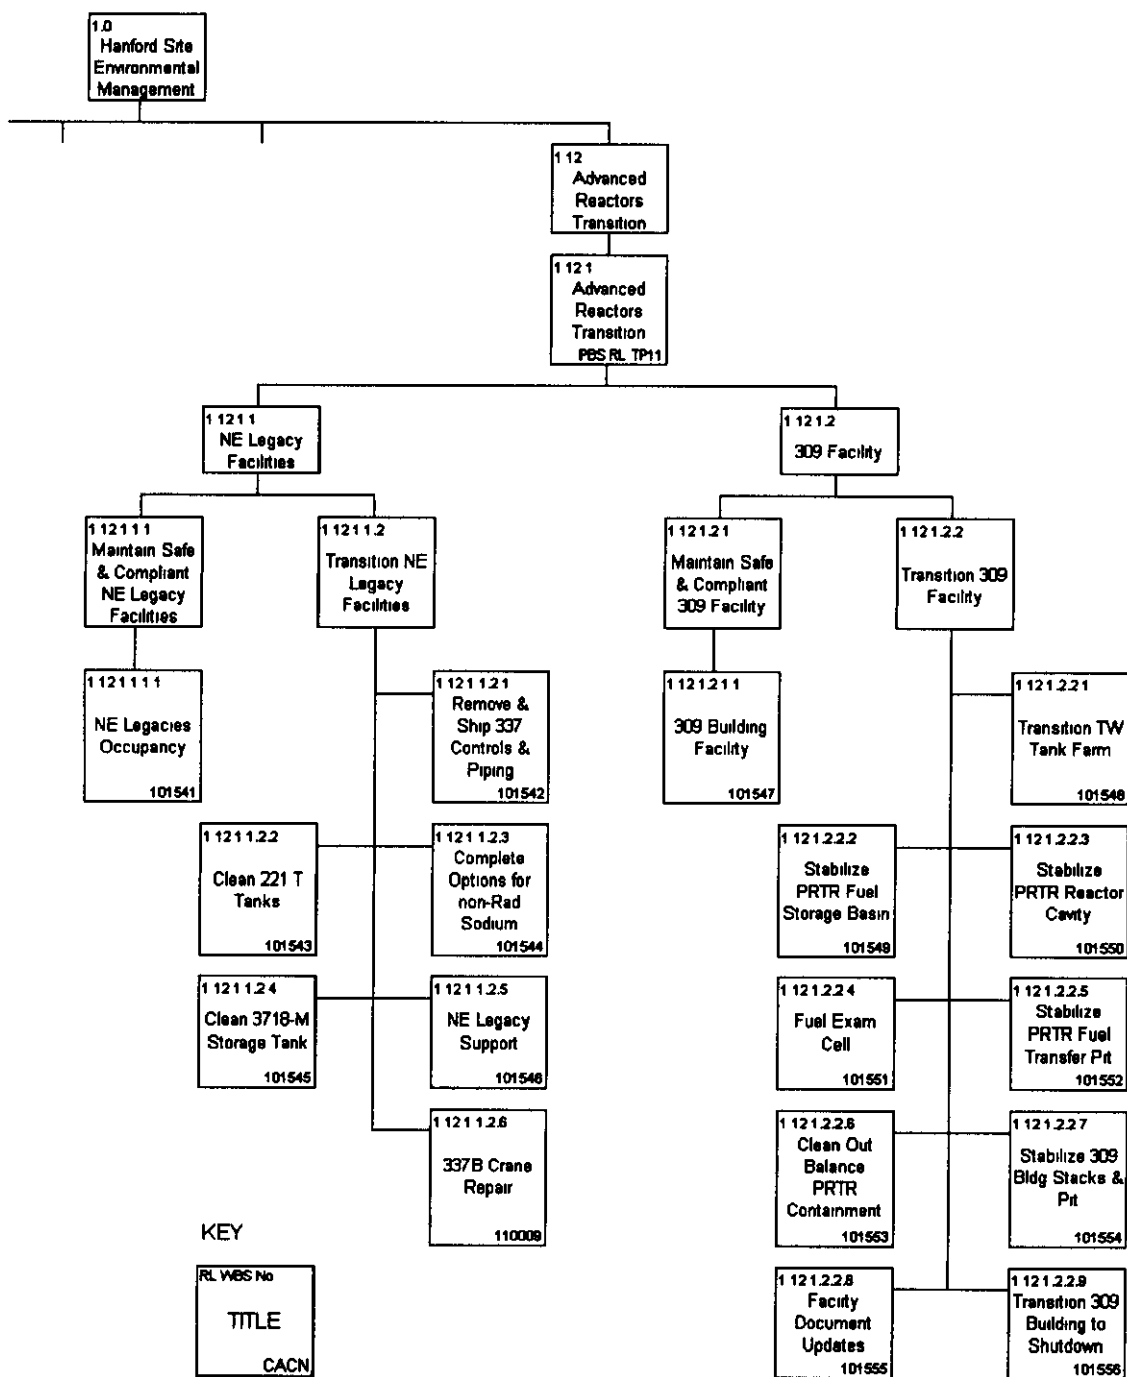 1.0
Hanford Site
Environmental
Management
1 12
Advanced
Reactors
Transition
1 12 1
Advanced
Reactors
Transition
PBS RL TP11
1 12 1 1
NE Legacy
Facilities
1 12 1.2
309 Facility
1 12 1 1 1
Maintain Safe
& Compliant
NE Legacy
Facilities
1 12 1 1.2
Transition NE
Legacy
Facilities
1 12 1.2 1
Maintain Safe
& Compliant
309 Facility
1 12 1.2.2
Transition 309
Facility
1 12 1 1 1 1
NE Legacies
Occupancy
101541
1 12 1 1.2 1
Remove &
Ship 337
Controls &
Piping
101542
1 12 1.2 1 1
309 Building
Facility
101547
1 12 1.2.2 1
Transition TW
Tank Farm
101548
1 12 1 1.2.2
Clean 221 T
Tanks
101543
1 12 1 1.2.3
Complete
Options for
non-Rad
Sodium
101544
1 12 1.2.2.2
Stabilize
PRTR Fuel
Storage Basin
101549
1 12 1.2.2.3
Stabilize
PRTR Reactor
Cavity
101550
1 12 1 1.2 4
Clean 3718-M
Storage Tank
101545
1 12 1 1.2.5
NE Legacy
Support
101546
1 12 1.2.2 4
Fuel Exam
Cell
101551
1 12 1.2.2.5
Stabilize
PRTR Fuel
Transfer Pit
101552
1 12 1 1.2.6
337B Crane
Repair
110009
1 12 1.2.2.6
Clean Out
Balance
PRTR
Containment
101553
1 12 1.2.2 7
Stabilize 309
Bldg Stacks &
Pit
101554
KEY
RL WBS No
TITLE
CACN
1 12 1.2.2.8
Facility
Document
Updates
101555
1 12 1.2.2.9
Transition 309
Building to
Shutdown
101556